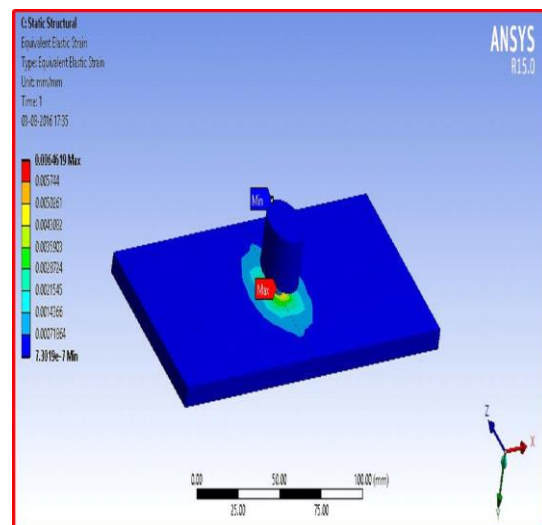 C: Static Structural
Equivalent Elastic Strain
Type: Equivalent Elastic Strain
Unit: mm/mm
Time: 1
03-08-2016 17:35
ANSYS
R15.0
0.0064619 Max
0.005744
0.0050261
0.0043082
0.0035903
0.0028724
0.0021545
0.0014366
0.00071864
7.3019e-7 Min
Min
Max
0.00
50.00
100.00 (mm)
25.00
75.00
Z
X
Y